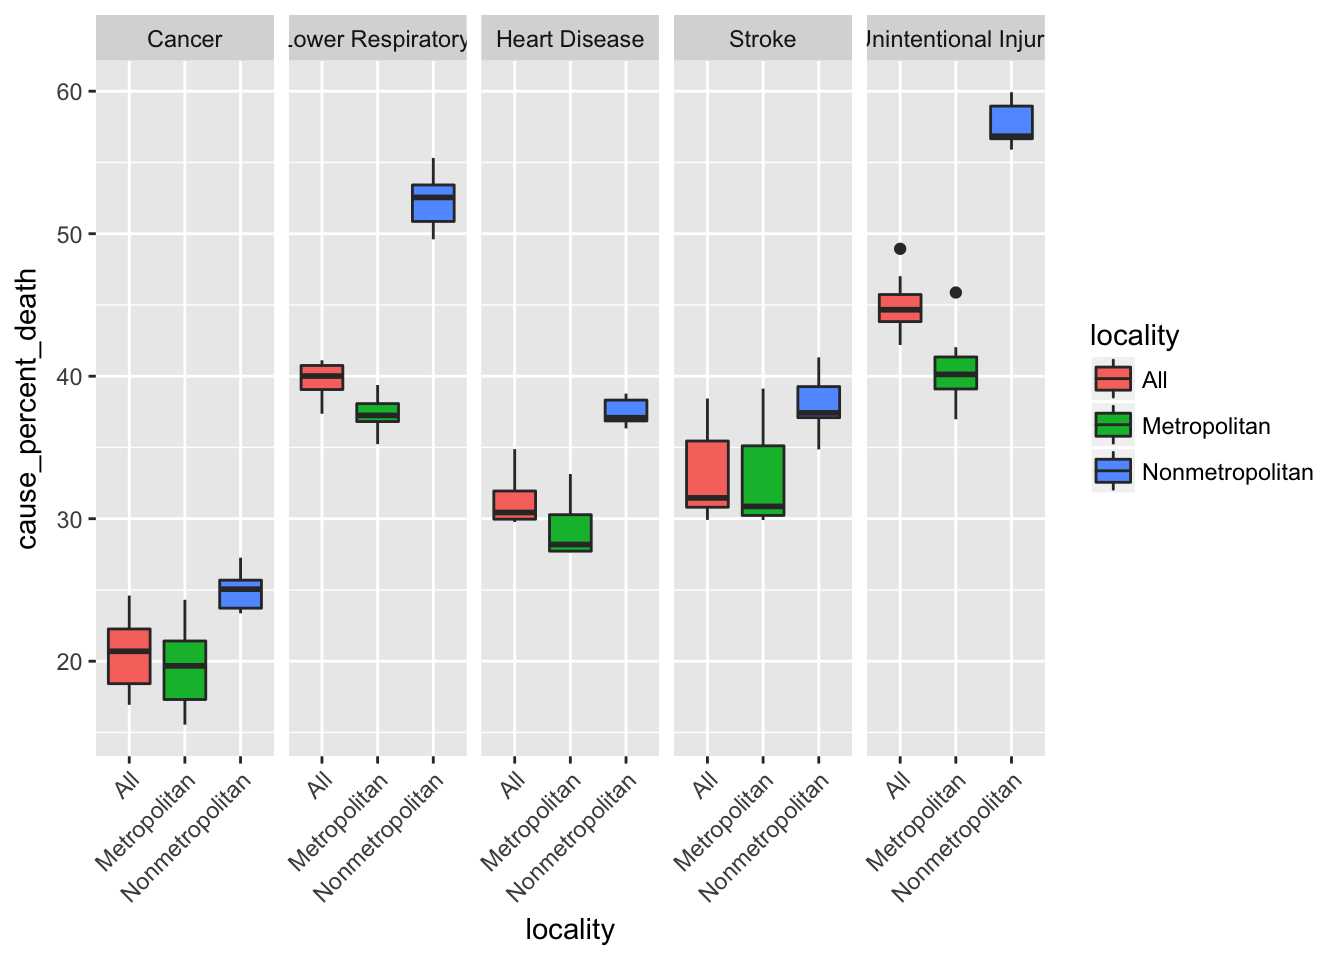 Cancer
Lower Respiratory
Heart Disease
Stroke
Unintentional Injur
60
50
40
30
20
cause_percent_death
All
Metropolitan
Nonmetropolitan
All
Metropolitan
Nonmetropolitan
All
Metropolitan
Nonmetropolitan
All
Metropolitan
Nonmetropolitan
All
Metropolitan
Nonmetropolitan
locality
locality
All
Metropolitan
Nonmetropolitan